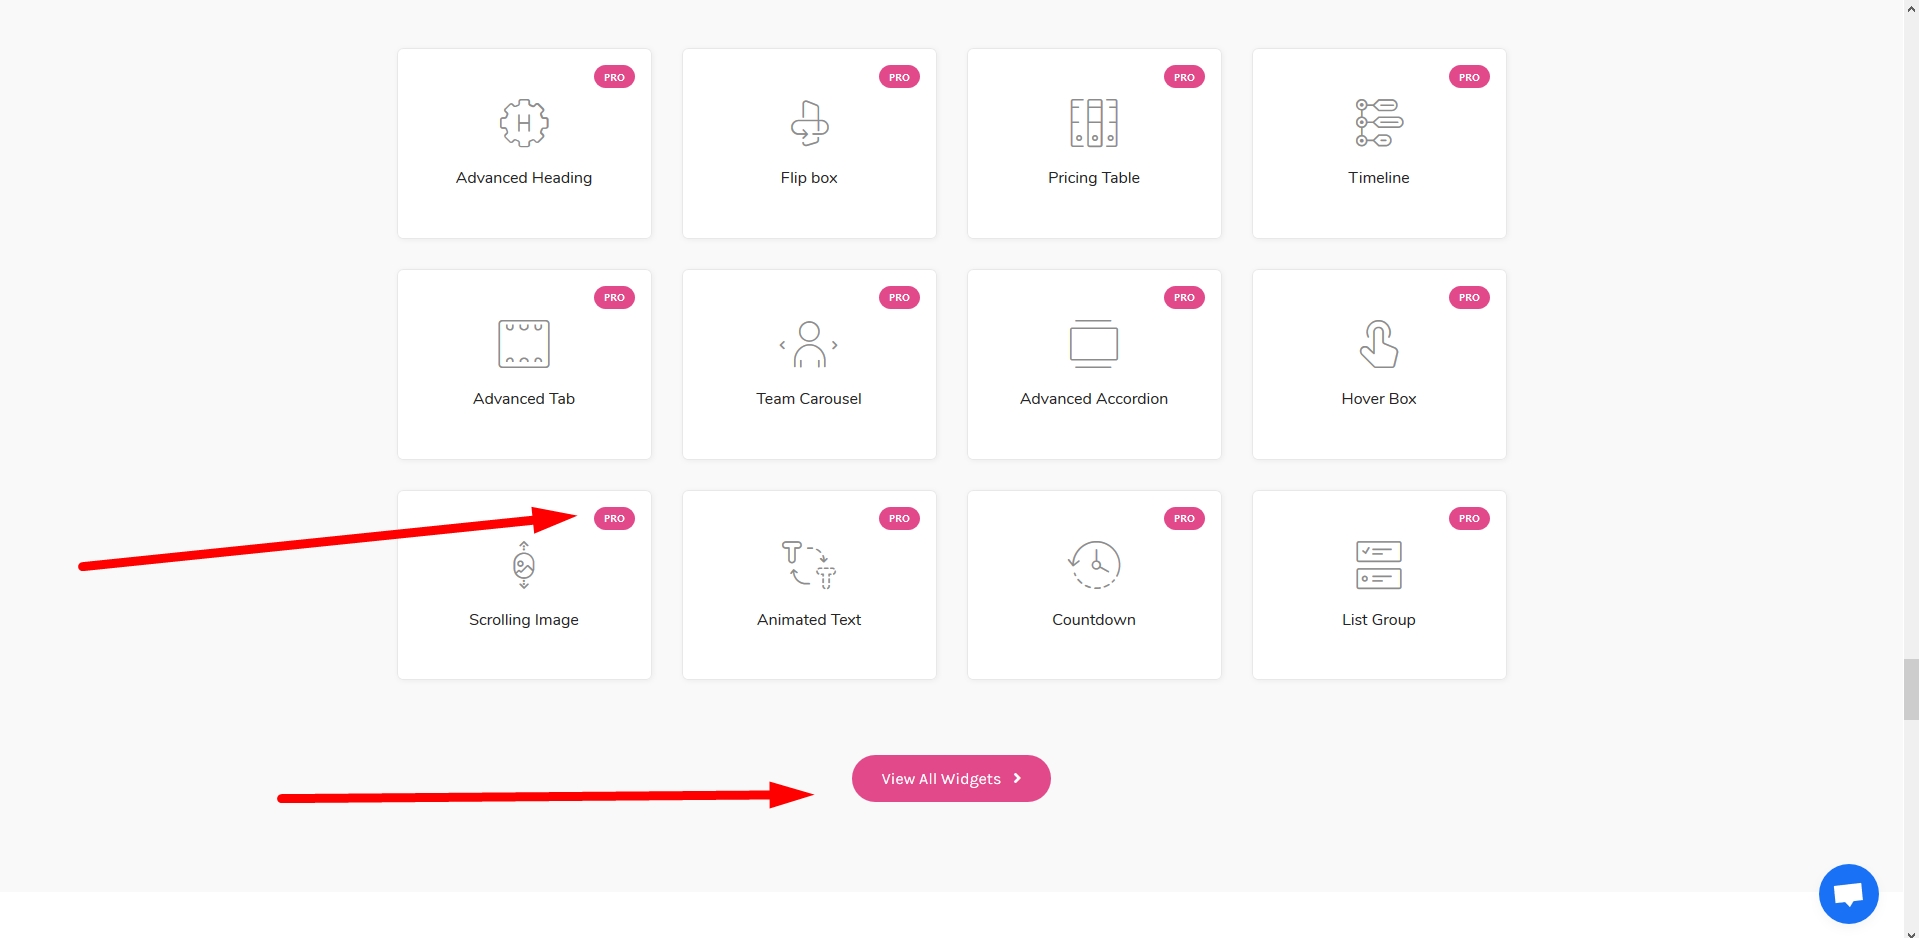 PRO
PRO
PRO
PRO
Advanced Heading
Flip box
Pricing Table
Timeline
PRO
PRO
PRO
PRO
Advanced Tab
Team Carousel
Advanced Accordion
Hover Box
PRO
PRO
PRO
PRO
Scrolling Image
Animated Text
Countdown
List Group
View All Widgets